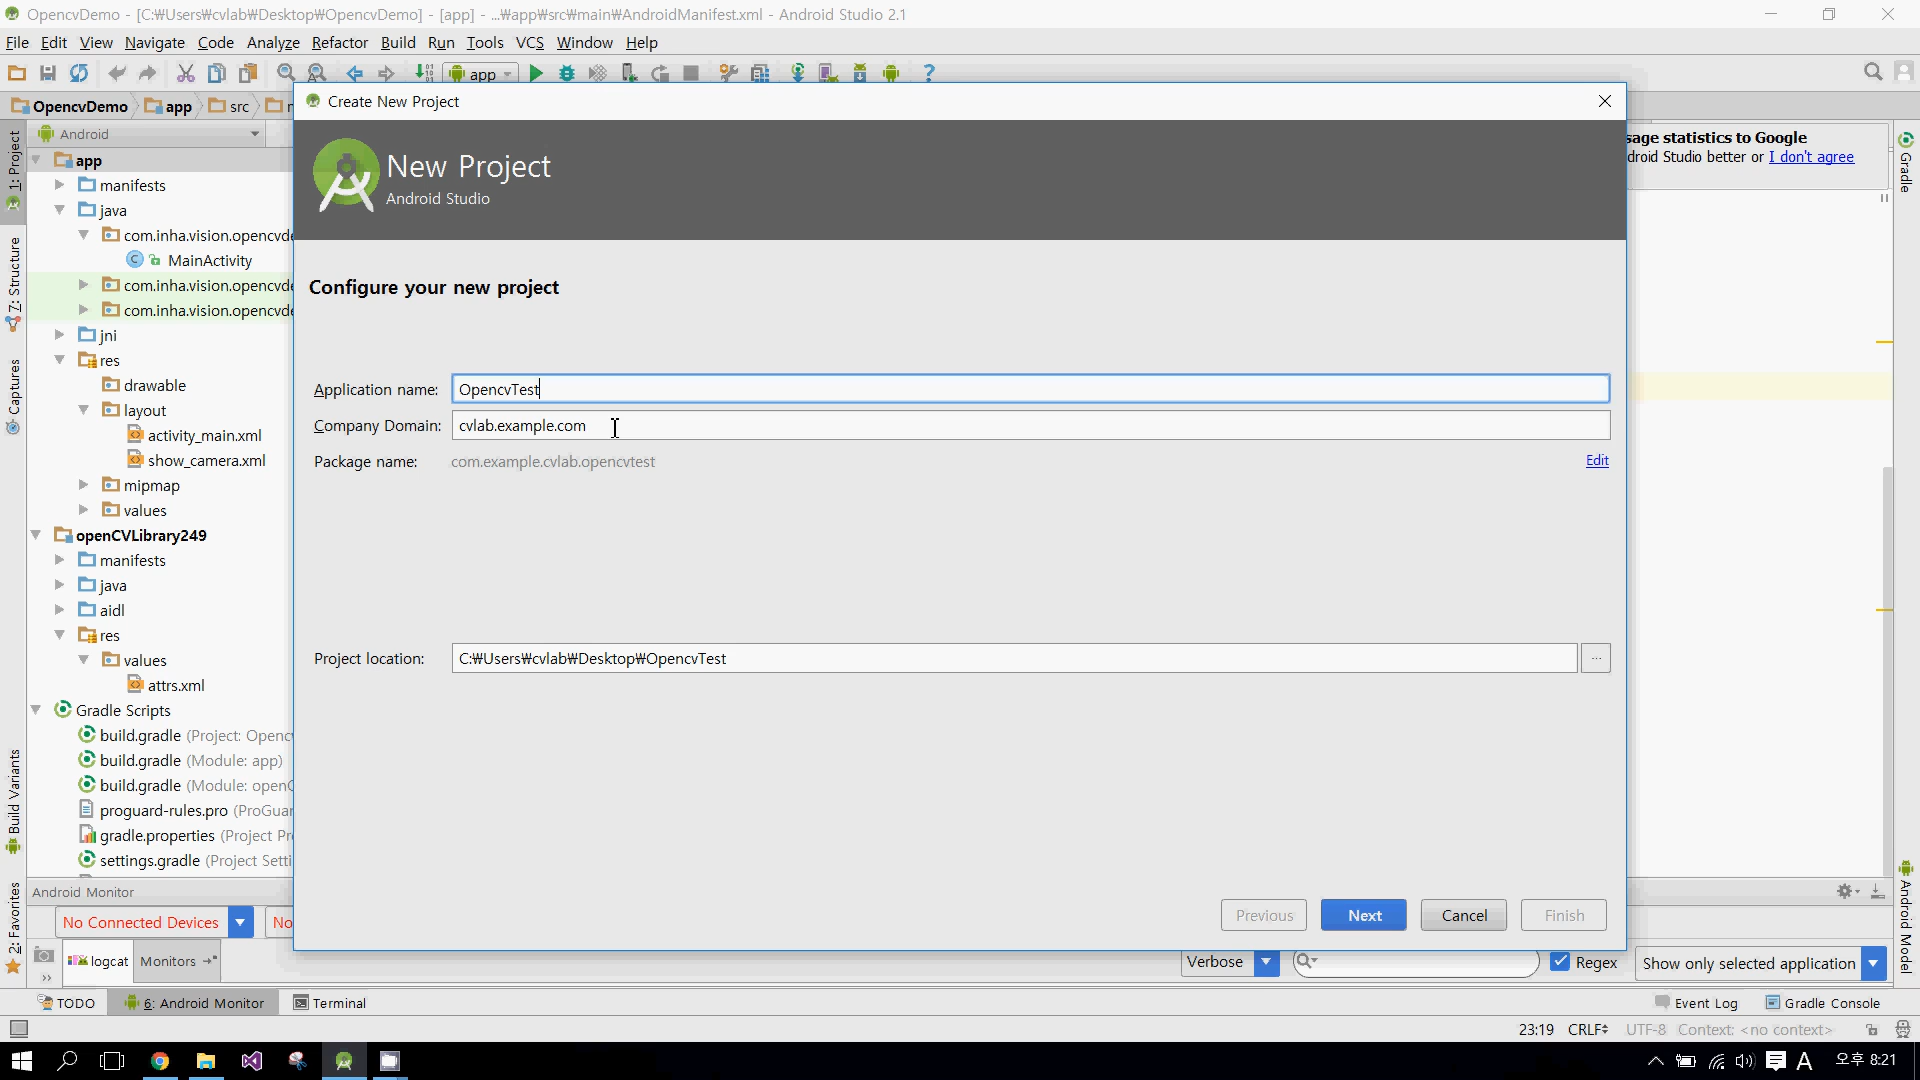 OpencvDemo - [C:₩Users₩cvlab₩Desktop₩OpencvDemo] - [app] - ...₩app₩src₩main₩AndroidManifest.xml - Android Studio 2.1
File Edit View Navigate Code Analyze Refactor Build Run Tools VCS Window Help
app
OpencvDemo app src
Create New Project
Android
sage statistics to Google
droid Studio better or I don't agree
New Project
Android Studio
1: Project
Z: Structure
Captures
Build Variants
2: Favorites
Gradle
Android Model
app
manifests
java
com.inha.vision.opencvde
MainActivity
com.inha.vision.opencvde
com.inha.vision.opencvde
jni
res
drawable
layout
activity_main.xml
show_camera.xml
mipmap
values
openCVLibrary249
manifests
java
aidl
res
values
attrs.xml
Gradle Scripts
build.gradle (Project: Opencv
build.gradle (Module: app)
build.gradle (Module: openC
proguard-rules.pro (ProGuar
gradle.properties (Project Pr
settings.gradle (Project Setti
Configure your new project
Application name: OpencvTest
Company Domain: cvlab.example.com
Package name: com.example.cvlab.opencvtest Edit
Project location: C:₩Users₩cvlab₩Desktop₩OpencvTest ...
Previous Next Cancel Finish
Android Monitor
No Connected Devices No
logcat Monitors Verbose Regex Show only selected application
TODO 6: Android Monitor Terminal Event Log Gradle Console
23:19 CRLF UTF-8 Context: <no context>
A 오후 8:21